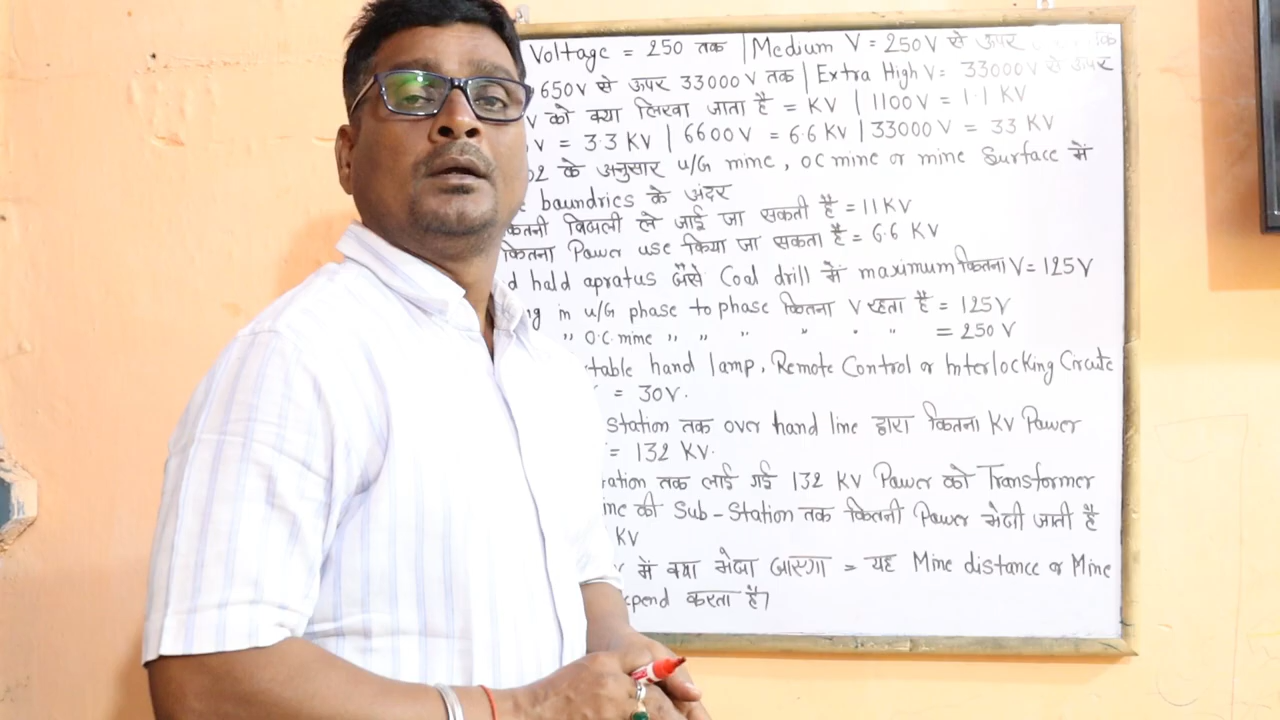 Voltage = 250 तक | Medium V = 250V से ऊपर
650V से ऊपर 33000V तक | Extra High V = 33000V से ऊपर
V को क्या लिखा जाता है = KV | 1100V = 1.1 KV
V = 3.3 KV | 6600V = 6.6 KV | 33000V = 33 KV
02 के अनुसार u/G mine, OC mine or mine Surface में
baundrics के अंदर
कितनी बिजली ले जाई जा सकती है = 11KV
कितना Power use किया जा सकता है = 6.6 KV
d hald apratus जैसे Coal drill में maximum कितना V = 125V
ng in u/G phase to phase कितना V रहता है = 125V
" O.C. mine " " " " " " = 250 V
table hand lamp, Remote Control or Interlocking Circute
= 30V.
Station तक over hand line द्वारा कितना KV Power
= 132 KV.
ration तक लाई गई 132 KV Power को Transformer
ine की Sub-Station तक कितनी Power भेजी जाती है
KV
में क्या भेजा जाएगा = यह Mine distance or Mine
epend करता है।